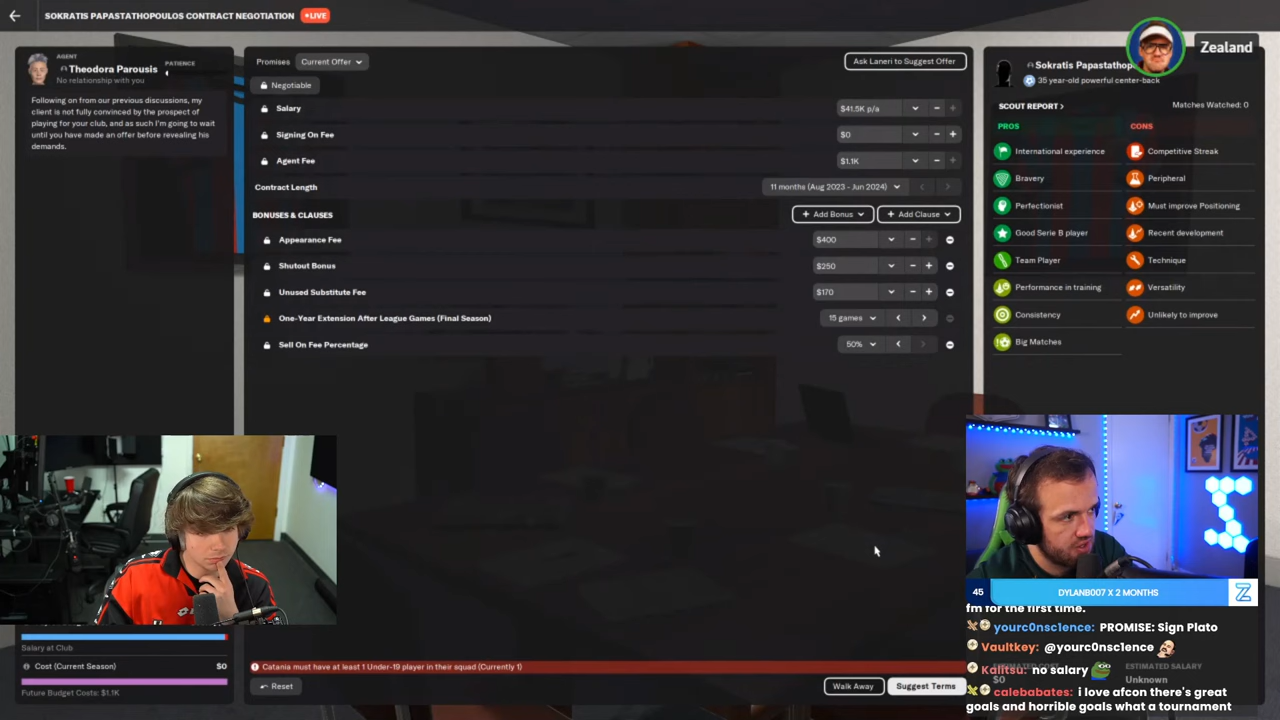 SOKRATIS PAPASTATHOPOULOS CONTRACT NEGOTIATION
LIVE
AGENT
Theodora Parousis
No relationship with you
PATIENCE
Following on from our previous discussions, my
client is not fully convinced by the prospect of
playing for your club, and as such I'm going to wait
until you have made an offer before revealing his
demands.
Promises
Current Offer
Ask Laneri to Suggest Offer
Negotiable
Salary
$41.5K p/a
Signing On Fee
$0
Agent Fee
$1.1K
Contract Length
11 months (Aug 2023 - Jun 2024)
BONUSES & CLAUSES
Add Bonus
Add Clause
Appearance Fee
$400
Shutout Bonus
$250
Unused Substitute Fee
$170
One-Year Extension After League Games (Final Season)
15 games
Sell On Fee Percentage
50%
Catania must have at least 1 Under-19 player in their squad (Currently 1)
Reset
Walk Away
Suggest Terms
Salary at Club
Cost (Current Season)
$0
Future Budget Costs: $1.1K
Zealand
Sokratis Papastathop
35 year-old powerful center-back
SCOUT REPORT >
Matches Watched: 0
PROS
CONS
International experience
Competitive Streak
Bravery
Peripheral
Perfectionist
Must improve Positioning
Good Serie B player
Recent development
Team Player
Technique
Performance in training
Versatility
Consistency
Unlikely to improve
Big Matches
45
DYLANB007 X 2 MONTHS
Z
fm for the first time.
yourc0nsc1ence: PROMISE: Sign Plato
Vaultkey: @yourc0nsc1ence
Kalitsu: no salary
ESTIMATED COST
$0
ESTIMATED SALARY
Unknown
calebabates: i love afcon there's great
goals and horrible goals what a tournament